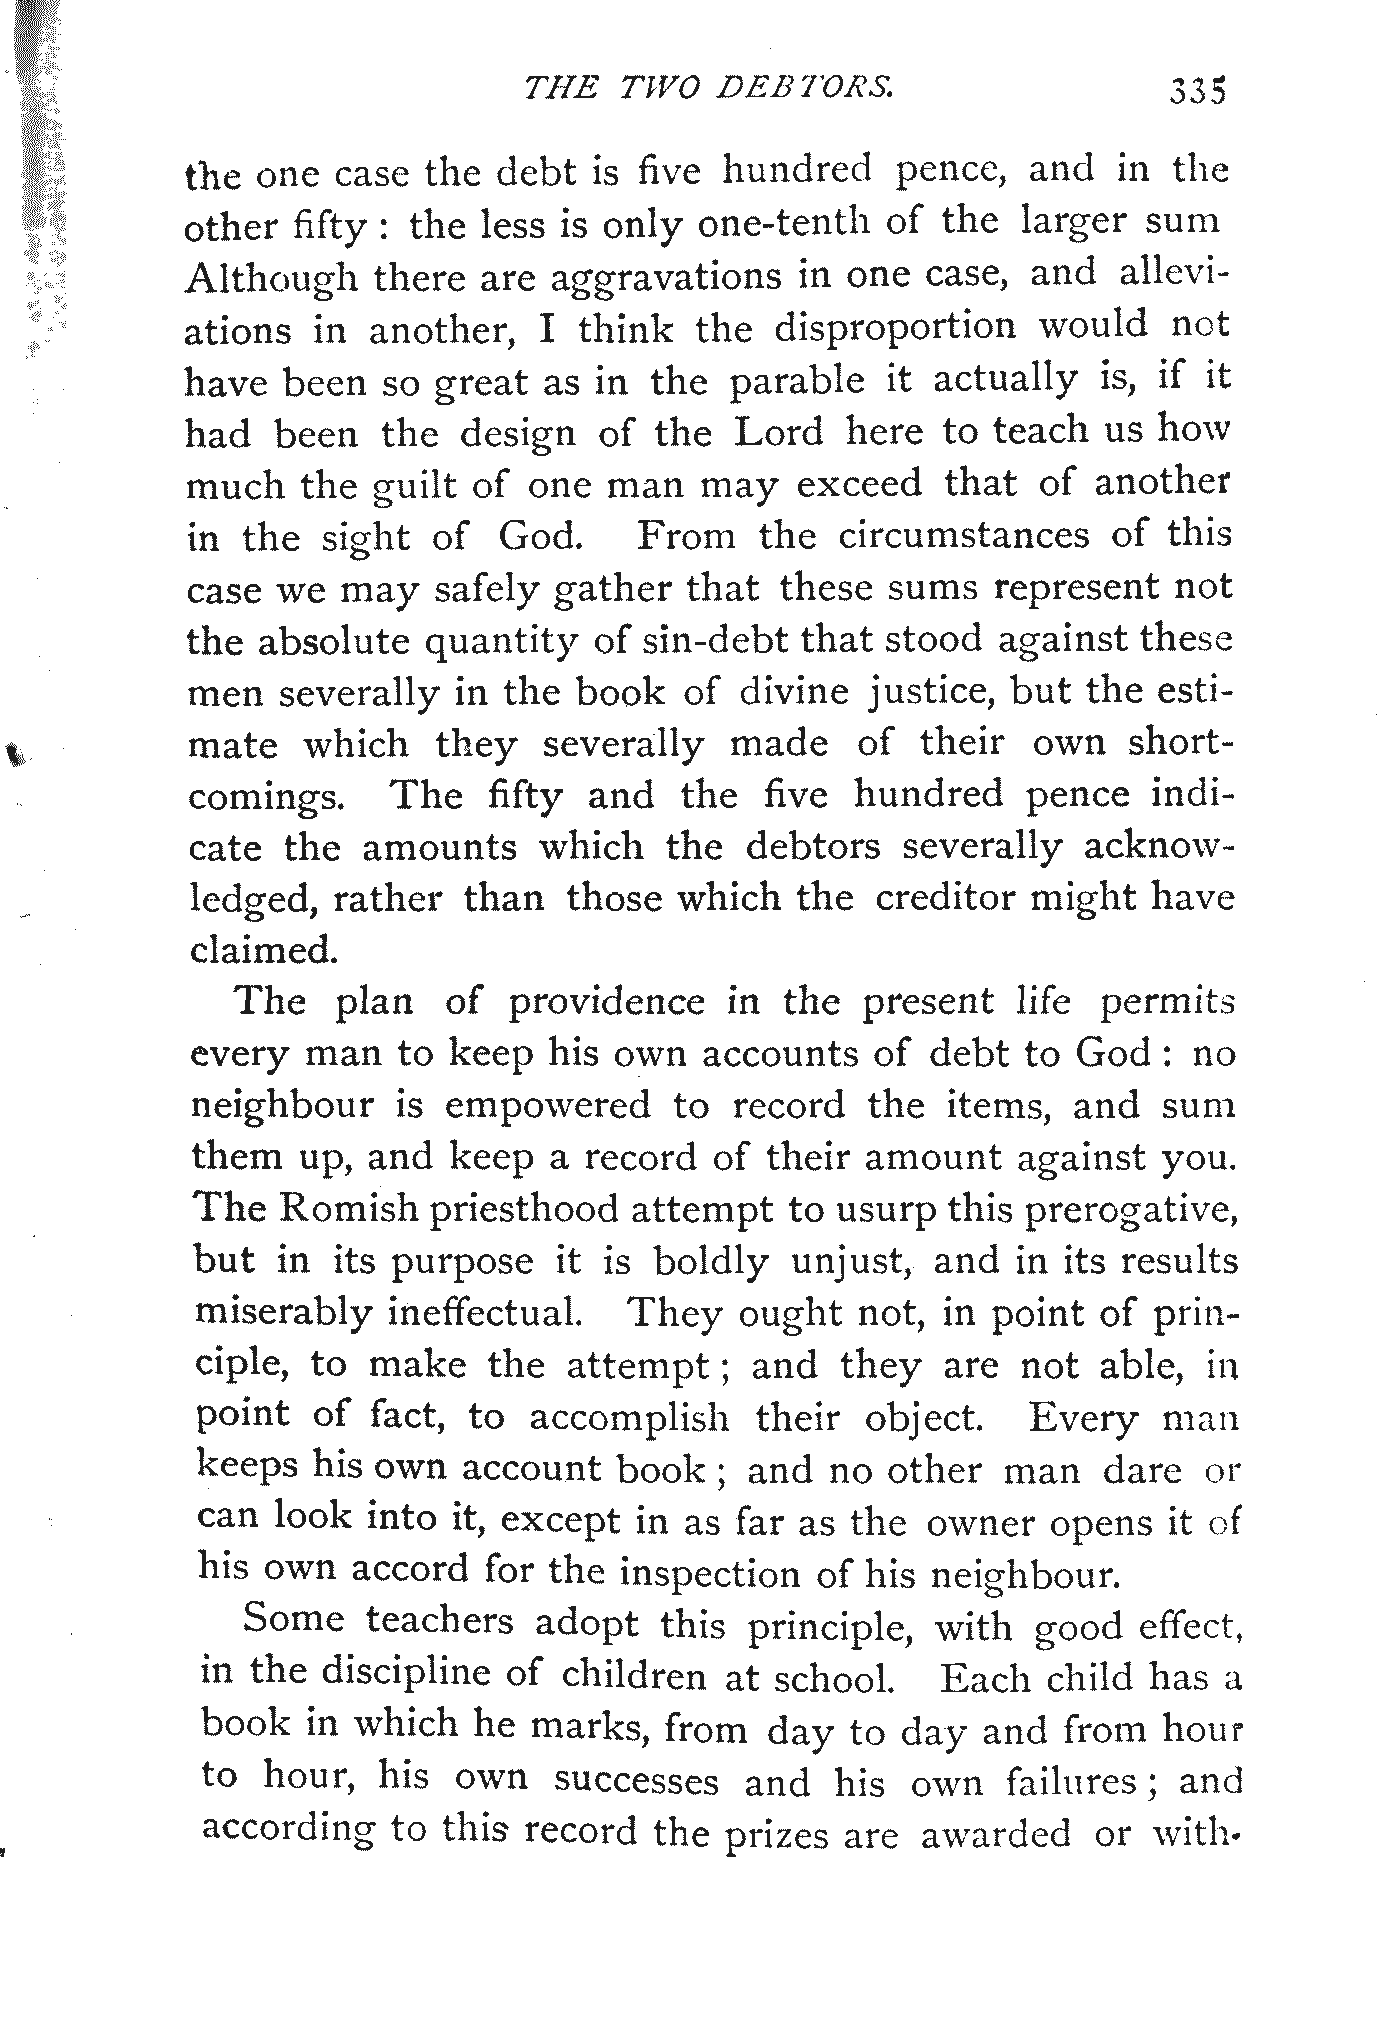 THE TWO DEBTORS. 335
the one case the debt is five hundred pence, and in the
other fifty : the less is only one-tenth of the larger sum
Although there are aggravations in one case, and allevi-
ations in another, I think the disproportion would not
have been so great as in the parable it actually is, if it
had been the design of the Lord here to teach us how
much the guilt of one man may exceed that of another
in the sight of God. From the circumstances of this
case we may safely gather that these sums represent not
the absolute quantity of sin-debt that stood against these
men severally in the book of divine justice, but the esti-
mate which they severally made of their own short-
comings. The fifty and the five hundred pence indi-
cate the amounts which the debtors severally acknow-
ledged, rather than those which the creditor might have
claimed.
The plan of providence in the present life permits
every man to keep his own accounts of debt to God : no
neighbour is empowered to record the items, and sum
them up, and keep a record of their amount against you.
The Romish priesthood attempt to usurp this prerogative,
but in its purpose it is boldly unjust, and in its results
miserably ineffectual. They ought not, in point of prin-
ciple, to make the attempt ; and they are not able, in
point of fact, to accomplish their object. Every man
keeps his own account book ; and no other man dare or
can look into it, except in as far as the owner opens it of
his own accord for the inspection of his neighbour.
Some teachers adopt this principle, with good effect,
in the discipline of children at school. Each child has a
book in which he marks, from day to day and from hour
to hour, his own successes and his own failures ; and
according to this record the prizes are awarded or with-